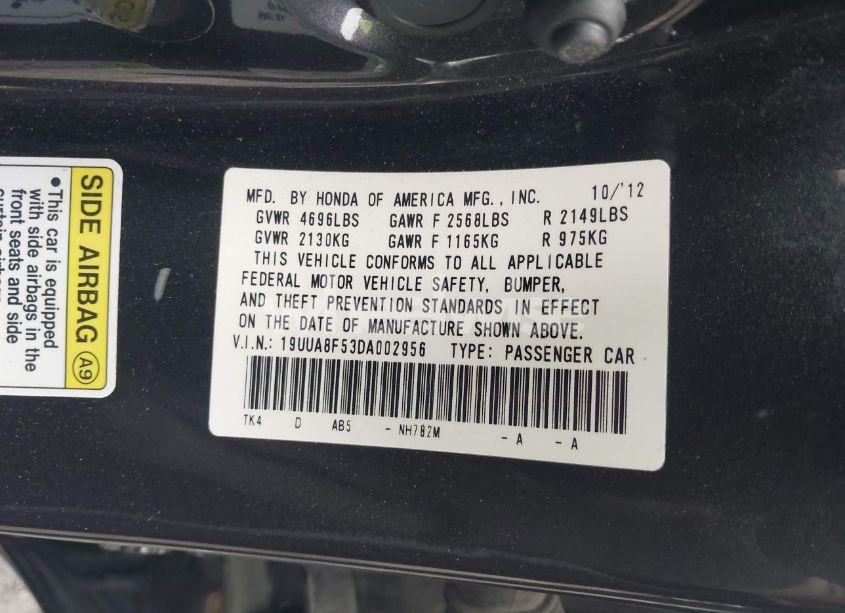 SIDE AIRBAG A9
•This car is equipped
with side airbags in the
front seats and side
curtain airbags
MFD. BY HONDA OF AMERICA MFG., INC. 10/'12
GVWR 4696LBS GAWR F 2568LBS R 2149LBS
GVWR 2130KG GAWR F 1165KG R 975KG
THIS VEHICLE CONFORMS TO ALL APPLICABLE
FEDERAL MOTOR VEHICLE SAFETY, BUMPER,
AND THEFT PREVENTION STANDARDS IN EFFECT
ON THE DATE OF MANUFACTURE SHOWN ABOVE.
V.I.N.: 19UUA8F53DA002956 TYPE: PASSENGER CAR
TK4 D AB5 - NH782M - A - A